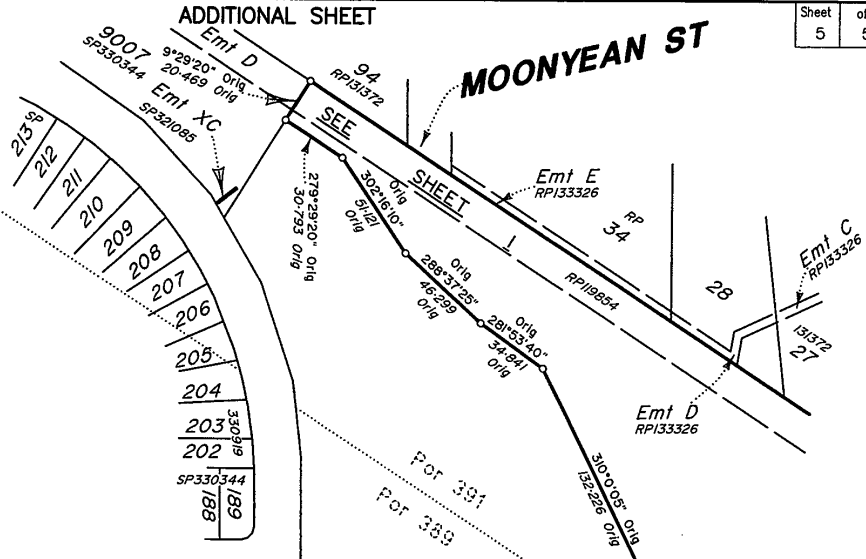 ADDITIONAL SHEET
Sheet of
5 5
9007
SP330344
Emt D
9°29'20" Orig
20·469 Orig
94
RP131372
MOONYEAN ST
Emt XC
SP321085
SEE
SHEET
1
Emt E
RP133326
RP
34
28
Emt C
RP133326
131372
27
RP119854
Emt D
RP133326
279°29'20" Orig
30·793 Orig
Orig
302°16'10"
51·121
Orig
Orig
288°37'25"
46·299
Orig
Orig
281°53'40"
34·841
Orig
310°0'05" Orig
132·226 Orig
SP
213
212
211
210
209
208
207
206
205
204
203
330919
202
SP330344
188
189
Por 391
Por 389